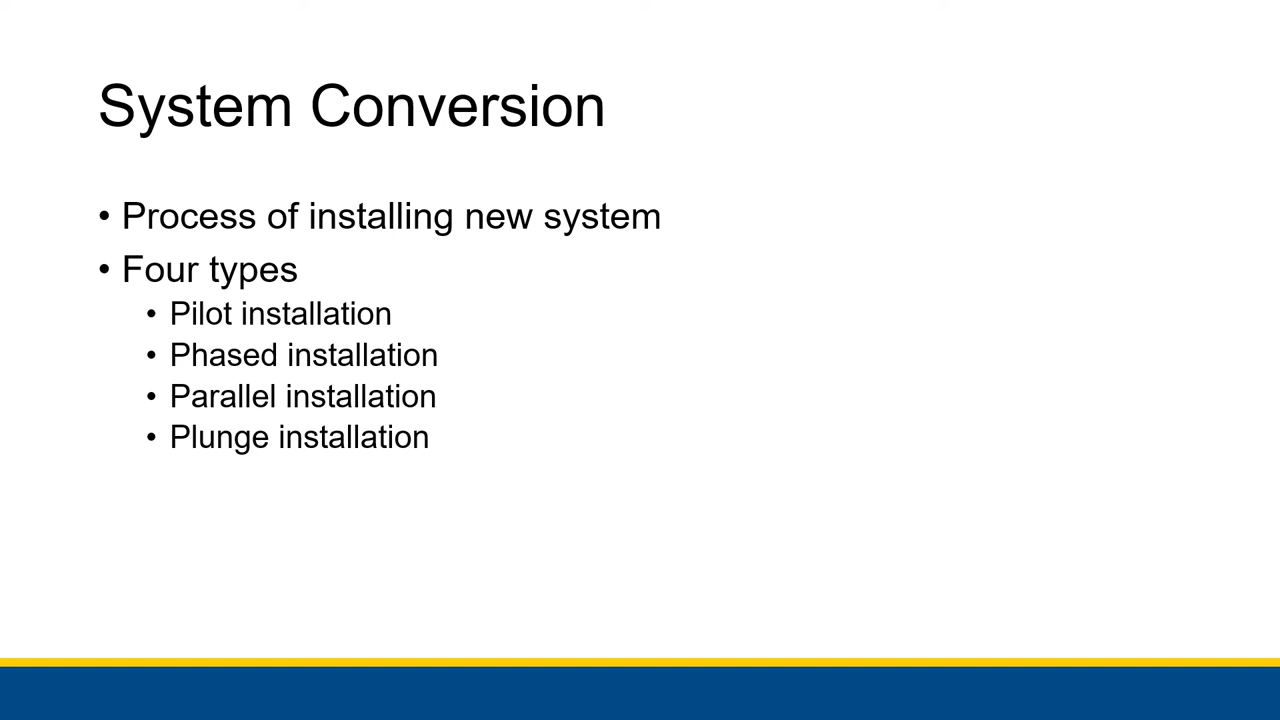 System Conversion
• Process of installing new system
• Four types
• Pilot installation
• Phased installation
• Parallel installation
• Plunge installation